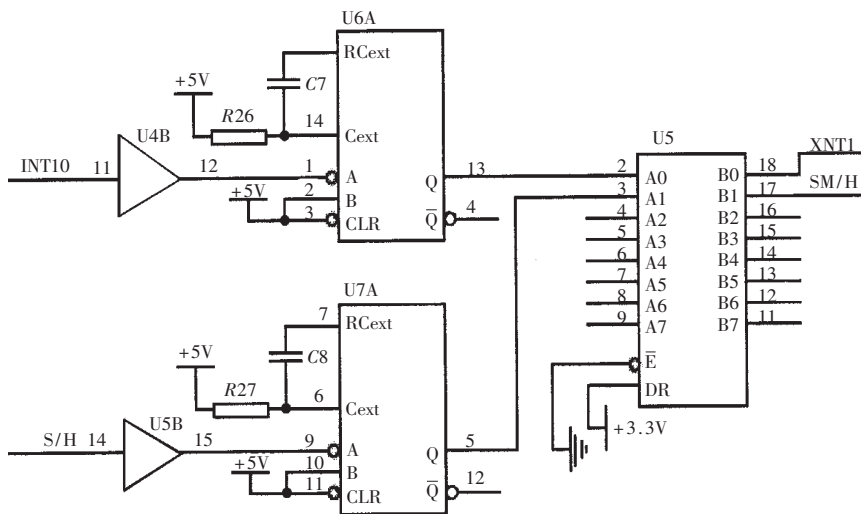 U6A
RCext
+5V
C7
R26
14
Cext
U4B
INT10
11
12
1
A
+5V
2
B
3
CLR
Q
13
Q̅
4
U5
XNT1
2
A0
B0
18
3
A1
B1
17
SM/H
4
A2
B2
16
5
A3
B3
15
6
A4
B4
14
7
A5
B5
13
8
A6
B6
12
9
A7
B7
11
E̅
DR
+3.3V
U7A
7
RCext
+5V
C8
R27
6
Cext
U5B
S/H
14
15
9
A
+5V
10
B
11
CLR
Q
5
Q̅
12